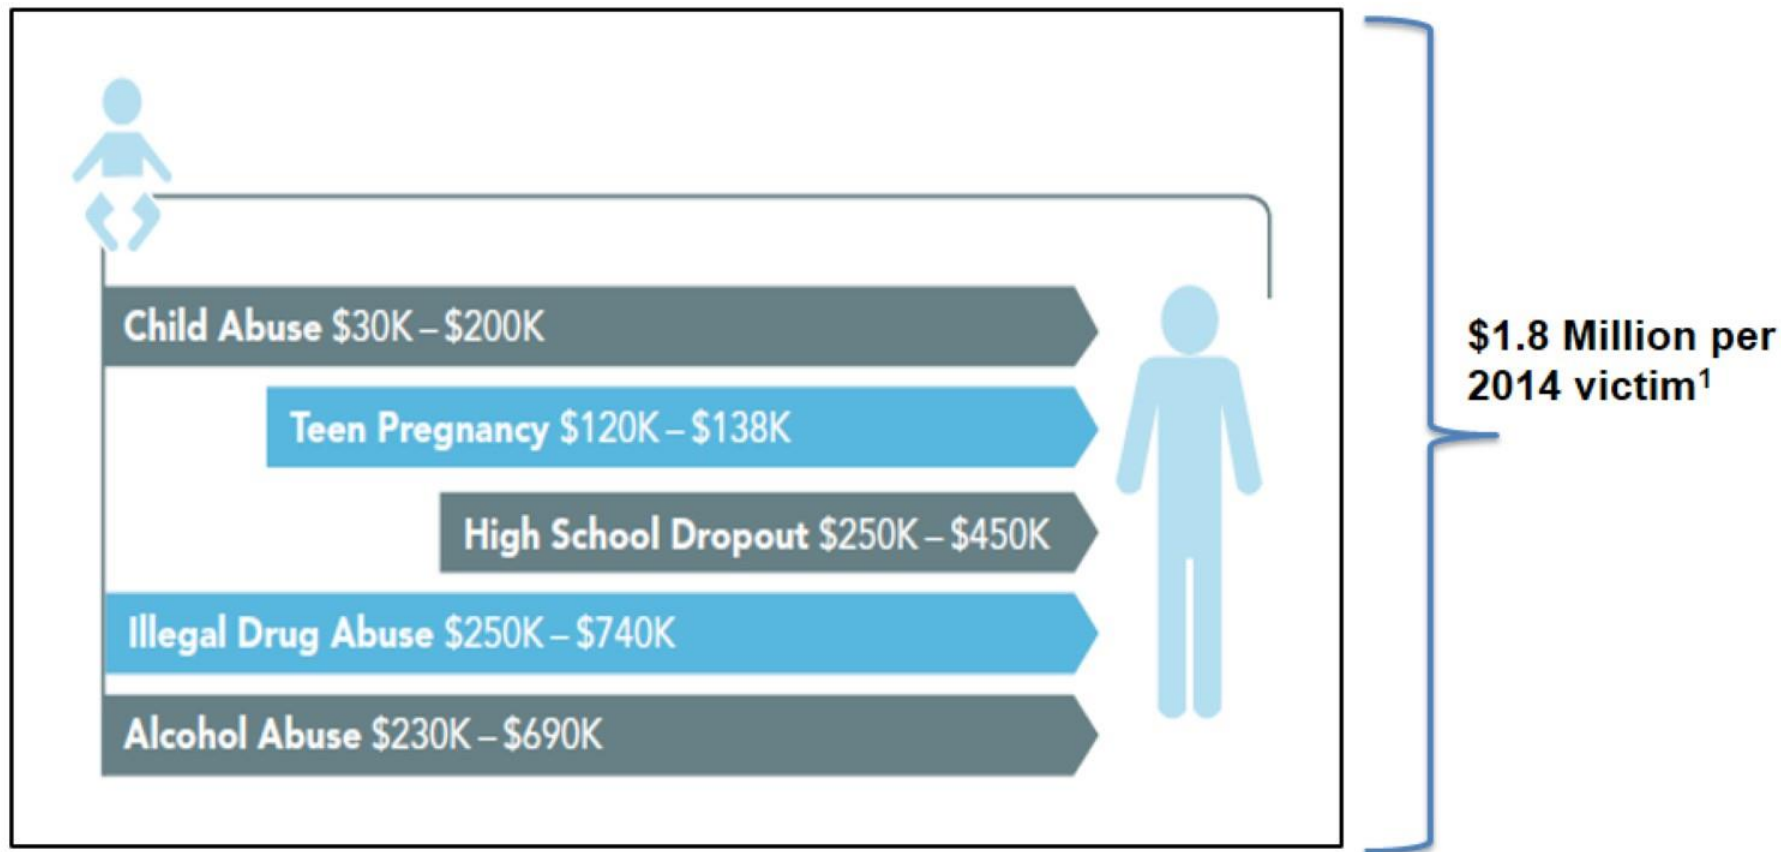 Child Abuse $30K – $200K
Teen Pregnancy $120K – $138K
High School Dropout $250K – $450K
Illegal Drug Abuse $250K – $740K
Alcohol Abuse $230K – $690K
$1.8 Million per
2014 victim¹